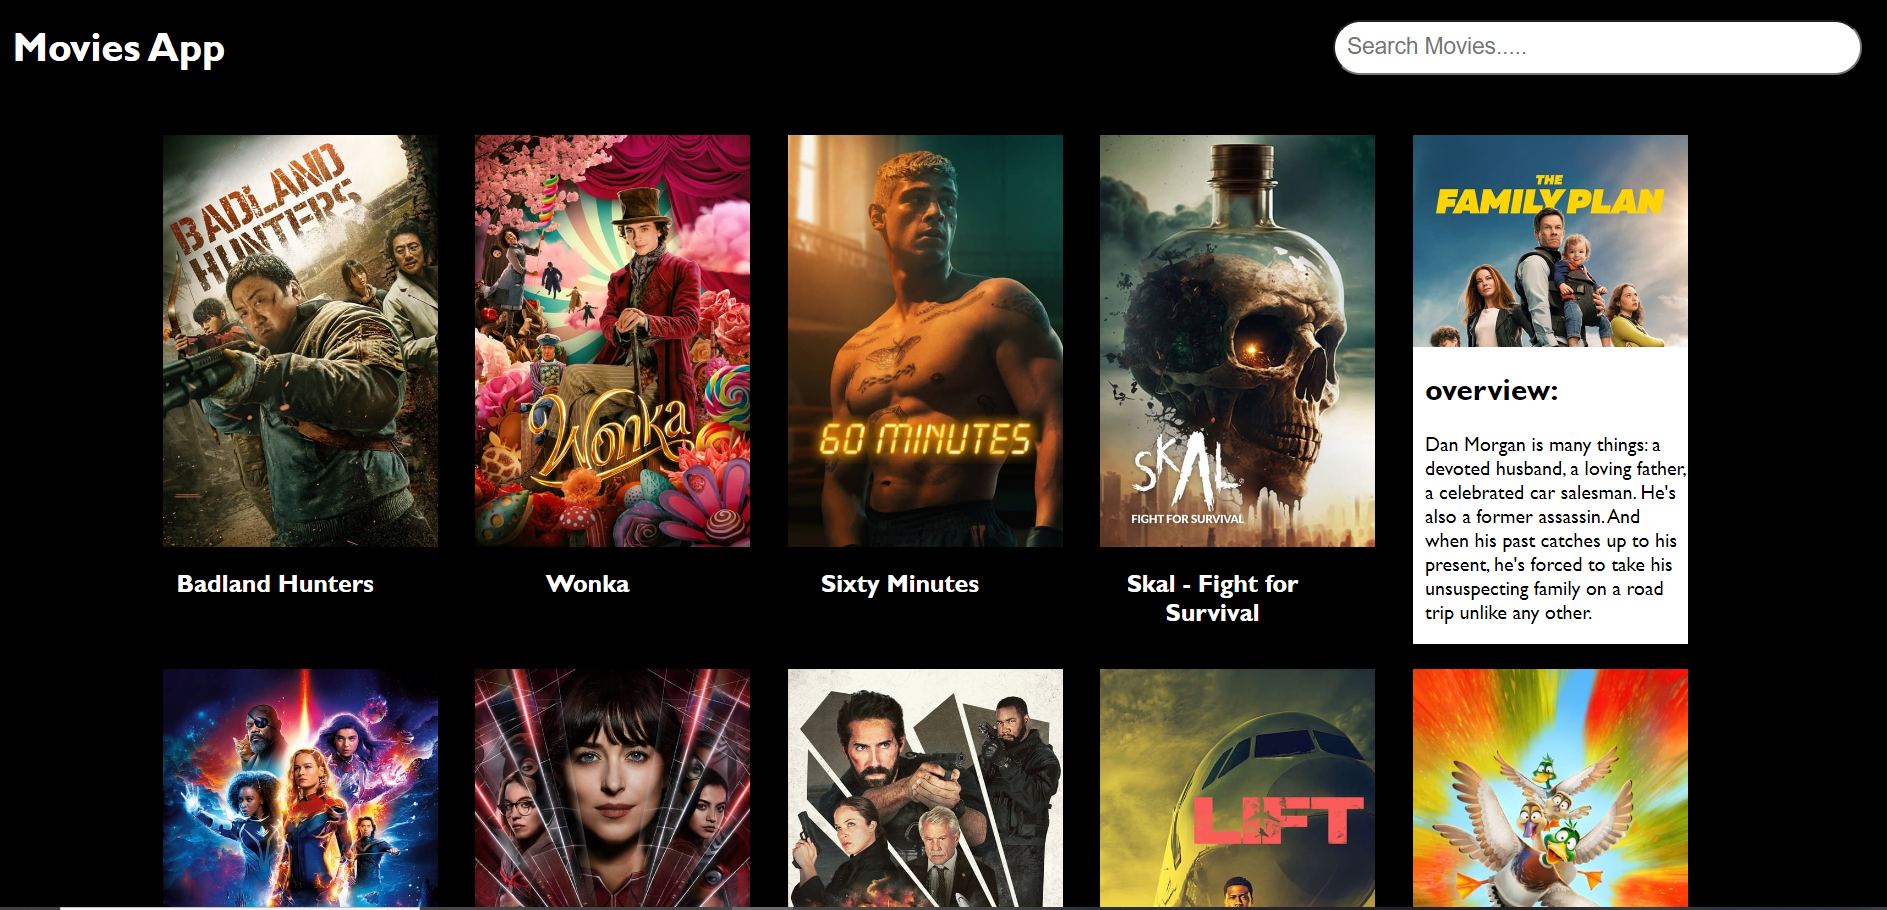 Movies App
Search Movies.....
BADLAND
HUNTERS
Wonka
60 MINUTES
SKAL
FIGHT FOR SURVIVAL
THE
FAMILY PLAN
overview:
Dan Morgan is many things: a
devoted husband, a loving father,
a celebrated car salesman. He's
also a former assassin. And
when his past catches up to his
present, he's forced to take his
unsuspecting family on a road
trip unlike any other.
Badland Hunters
Wonka
Sixty Minutes
Skal - Fight for
Survival
LIFT